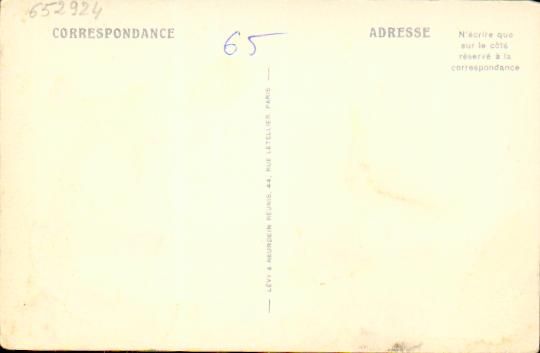 652924
CORRESPONDANCE
65
ADRESSE
N'écrire que
sur le côté
réservé à la
correspondance
LÉVY & NEURDEIN RÉUNIS, 44, RUE LETELLIER, PARIS